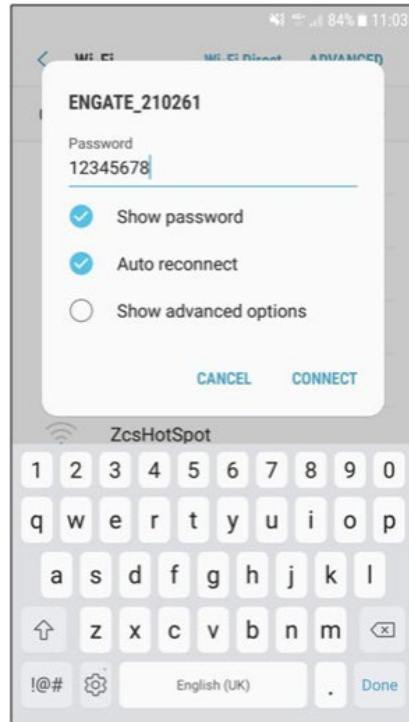 84% 11:03
Wi-Fi Wi-Fi Direct ADVANCED
ENGATE_210261
Password
12345678
Show password
Auto reconnect
Show advanced options
CANCEL CONNECT
ZcsHotSpot
1 2 3 4 5 6 7 8 9 0
q w e r t y u i o p
a s d f g h j k l
z x c v b n m
!@# English (UK) . Done